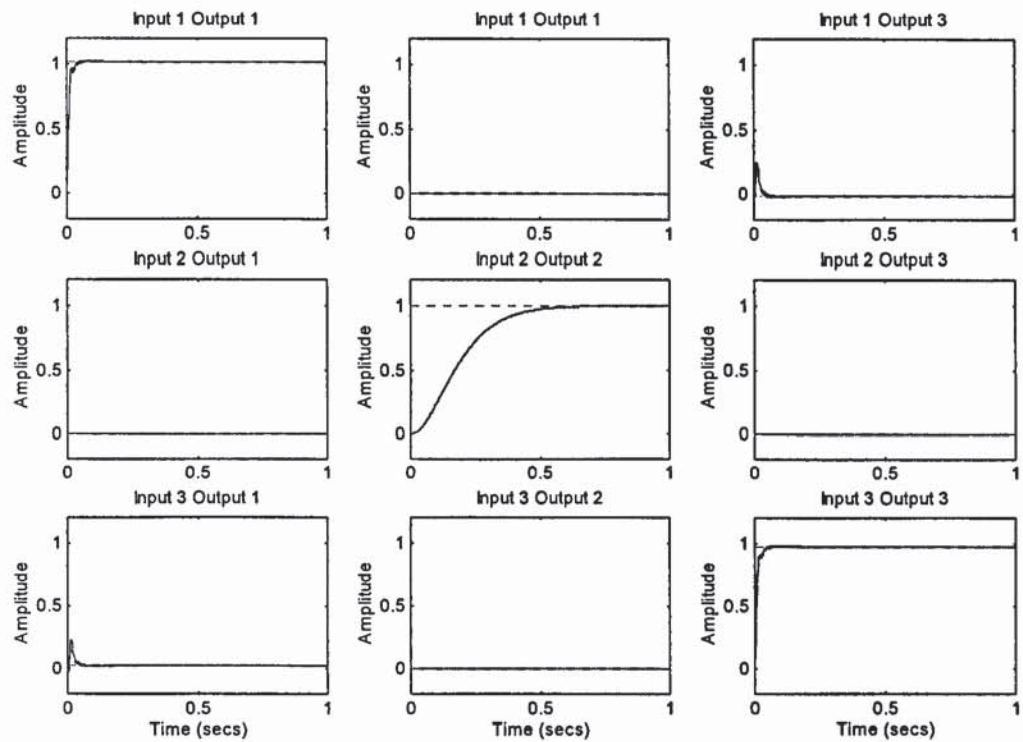 Input 1 Output 1
Input 1 Output 1
Input 1 Output 3
Amplitude
1
0.5
0
0
0.5
1
Amplitude
1
0.5
0
0
0.5
1
Amplitude
1
0.5
0
0
0.5
1
Input 2 Output 1
Input 2 Output 2
Input 2 Output 3
Amplitude
1
0.5
0
0
0.5
1
Amplitude
1
0.5
0
0
0.5
1
Amplitude
1
0.5
0
0
0.5
1
Input 3 Output 1
Input 3 Output 2
Input 3 Output 3
Amplitude
1
0.5
0
0
0.5
1
Time (secs)
Amplitude
1
0.5
0
0
0.5
1
Time (secs)
Amplitude
1
0.5
0
0
0.5
1
Time (secs)